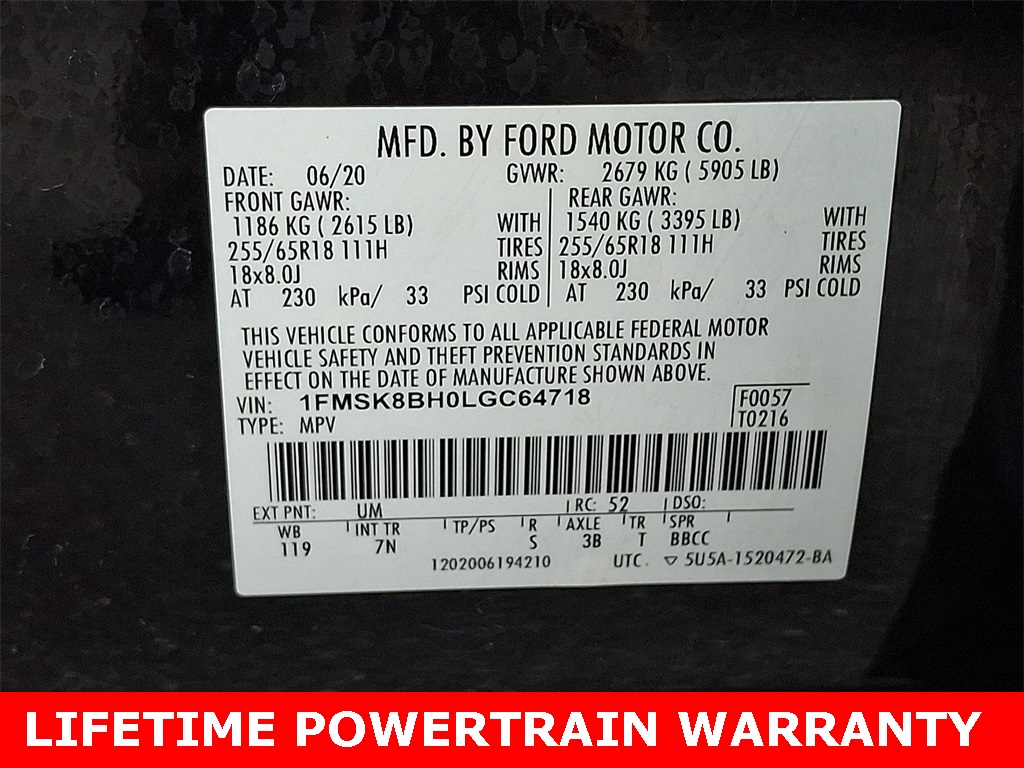 MFD. BY FORD MOTOR CO.
DATE: 06/20 GVWR: 2679 KG ( 5905 LB)
FRONT GAWR: REAR GAWR:
1186 KG ( 2615 LB) WITH 1540 KG ( 3395 LB) WITH
255/65R18 111H TIRES 255/65R18 111H TIRES
18x8.0J RIMS 18x8.0J RIMS
AT 230 kPa/ 33 PSI COLD AT 230 kPa/ 33 PSI COLD
THIS VEHICLE CONFORMS TO ALL APPLICABLE FEDERAL MOTOR
VEHICLE SAFETY AND THEFT PREVENTION STANDARDS IN
EFFECT ON THE DATE OF MANUFACTURE SHOWN ABOVE.
VIN: 1FMSK8BH0LGC64718 F0057
TYPE: MPV T0216
EXT PNT: UM RC: 52 DSO:
WB INT TR TP/PS R AXLE TR SPR
119 7N S 3B T BBCC
1202006194210 UTC. ▽ 5U5A-1520472-BA
LIFETIME POWERTRAIN WARRANTY